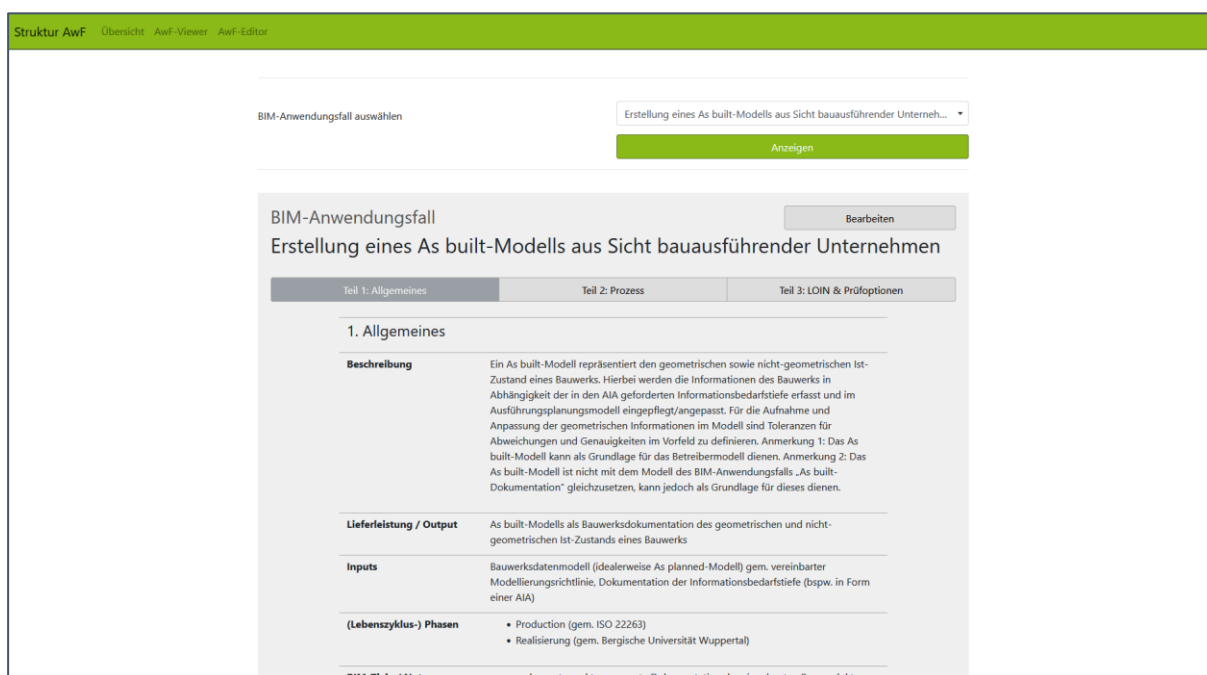 Struktur AwF Übersicht AwF-Viewer AwF-Editor
BIM-Anwendungsfall auswählen
Erstellung eines As built-Modells aus Sicht bauausführender Unterneh...
Anzeigen
BIM-Anwendungsfall
Bearbeiten
Erstellung eines As built-Modells aus Sicht bauausführender Unternehmen
Teil 1: Allgemeines Teil 2: Prozess Teil 3: LOIN & Prüfoptionen
1. Allgemeines
Beschreibung
Ein As built-Modell repräsentiert den geometrischen sowie nicht-geometrischen Ist-
Zustand eines Bauwerks. Hierbei werden die Informationen des Bauwerks in
Abhängigkeit der in den AIA geforderten Informationsbedarfstiefe erfasst und im
Ausführungsplanungsmodell eingepflegt/angepasst. Für die Aufnahme und
Anpassung der geometrischen Informationen im Modell sind Toleranzen für
Abweichungen und Genauigkeiten im Vorfeld zu definieren. Anmerkung 1: Das As
built-Modell kann als Grundlage für das Betreibermodell dienen. Anmerkung 2: Das
As built-Modell ist nicht mit dem Modell des BIM-Anwendungsfalls „As built-
Dokumentation" gleichzusetzen, kann jedoch als Grundlage für dieses dienen.
Lieferleistung / Output
As built-Modells als Bauwerksdokumentation des geometrischen und nicht-
geometrischen Ist-Zustands eines Bauwerks
Inputs
Bauwerksdatenmodell (idealerweise As planned-Modell) gem. vereinbarter
Modellierungsrichtlinie, Dokumentation der Informationsbedarfstiefe (bspw. in Form
einer AIA)
(Lebenszyklus-) Phasen
• Production (gem. ISO 22263)
• Realisierung (gem. Bergische Universität Wuppertal)